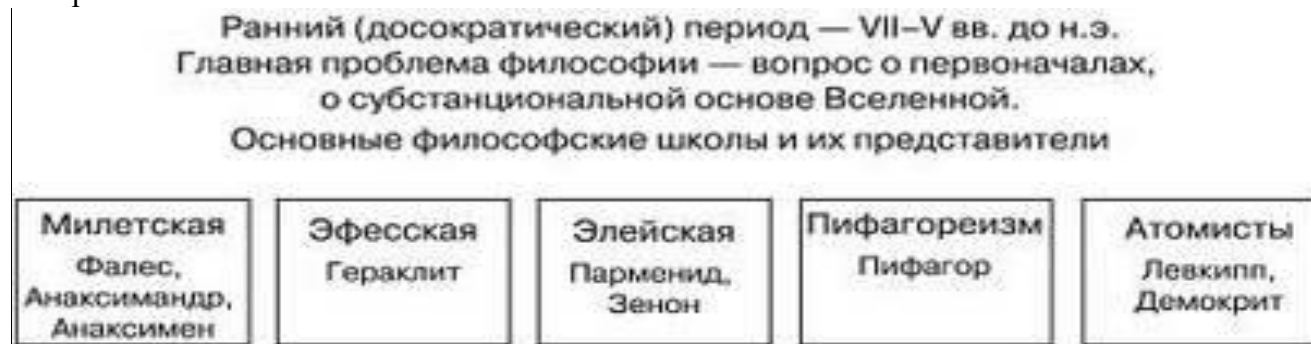 Ранний (досократический) период — VII–V вв. до н.э.
Главная проблема философии — вопрос о первоначалах,
о субстанциональной основе Вселенной.
Основные философские школы и их представители
Милетская
Фалес,
Анаксимандр,
Анаксимен
Эфесская
Гераклит
Элейская
Парменид,
Зенон
Пифагореизм
Пифагор
Атомисты
Левкипп,
Демокрит